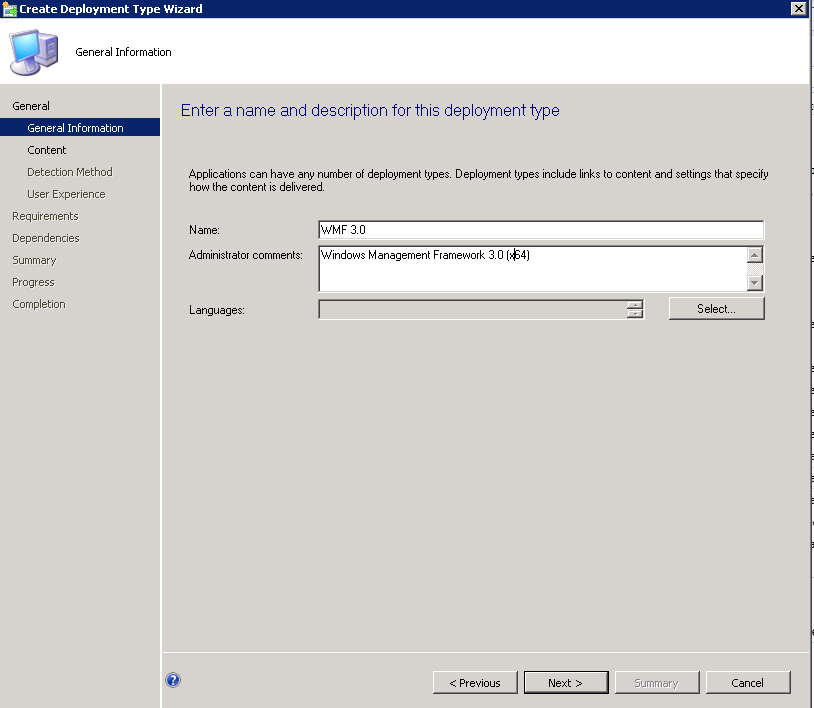 Create Deployment Type Wizard
General Information
General
General Information
Content
Detection Method
User Experience
Requirements
Dependencies
Summary
Progress
Completion
Enter a name and description for this deployment type
Applications can have any number of deployment types. Deployment types include links to content and settings that specify
how the content is delivered.
Name:
WMF 3.0
Administrator comments:
Windows Management Framework 3.0 (x64)
Languages:
Select...
< Previous
Next >
Summary
Cancel